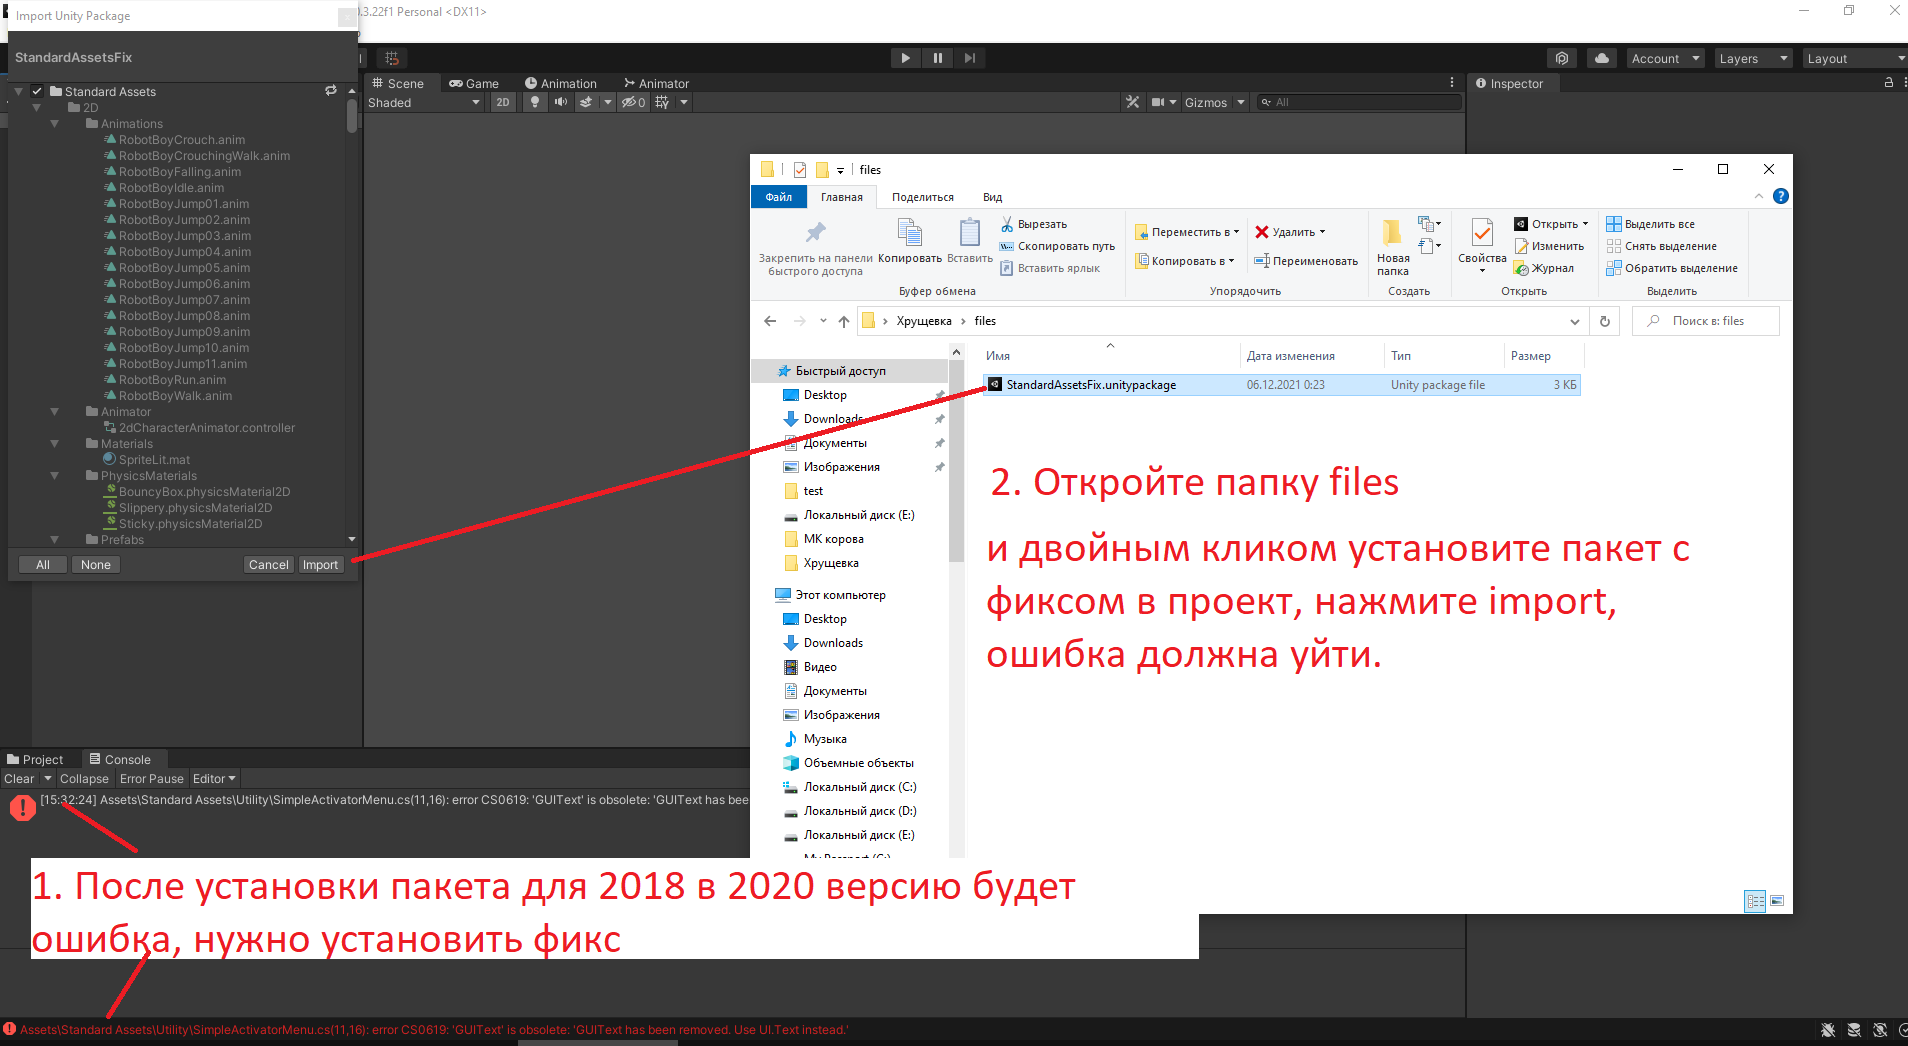 Import Unity Package
0.3.22f1 Personal <DX11>
StandardAssetsFix
Account
Layers
Layout
Standard Assets
2D
Animations
RobotBoyCrouch.anim
RobotBoyCrouchingWalk.anim
RobotBoyFalling.anim
RobotBoyIdle.anim
RobotBoyJump01.anim
RobotBoyJump02.anim
RobotBoyJump03.anim
RobotBoyJump04.anim
RobotBoyJump05.anim
RobotBoyJump06.anim
RobotBoyJump07.anim
RobotBoyJump08.anim
RobotBoyJump09.anim
RobotBoyJump10.anim
RobotBoyJump11.anim
RobotBoyRun.anim
RobotBoyWalk.anim
Animator
2dCharacterAnimator.controller
Materials
SpriteLit.mat
PhysicsMaterials
BouncyBox.physicsMaterial2D
Slippery.physicsMaterial2D
Sticky.physicsMaterial2D
Prefabs
All None Cancel Import
Scene Game Animation Animator
Shaded 2D 0 Gizmos All
Inspector
files
Файл Главная Поделиться Вид
Закрепить на панели
быстрого доступа
Копировать
Вставить
Вырезать
Скопировать путь
Вставить ярлык
Буфер обмена
Переместить в
Копировать в
Удалить
Переименовать
Упорядочить
Новая
папка
Создать
Свойства
Открыть
Изменить
Журнал
Открыть
Выделить все
Снять выделение
Обратить выделение
Выделить
Хрущевка › files
Поиск в: files
Имя Дата изменения Тип Размер
StandardAssetsFix.unitypackage 06.12.2021 0:23 Unity package file 3 КБ
Быстрый доступ
Desktop
Downloads
Документы
Изображения
test
Локальный диск (E:)
МК корова
Хрущевка
Этот компьютер
Desktop
Downloads
Видео
Документы
Изображения
Музыка
Объемные объекты
Локальный диск (C:)
Локальный диск (D:)
Локальный диск (E:)
2. Откройте папку files
и двойным кликом установите пакет с
фиксом в проект, нажмите import,
ошибка должна уйти.
Project Console
Clear Collapse Error Pause Editor
[15:32:24] Assets\Standard Assets\Utility\SimpleActivatorMenu.cs(11,16): error CS0619: 'GUIText' is obsolete: 'GUIText has bee
1. После установки пакета для 2018 в 2020 версию будет
ошибка, нужно установить фикс
Assets\Standard Assets\Utility\SimpleActivatorMenu.cs(11,16): error CS0619: 'GUIText' is obsolete: 'GUIText has been removed. Use UI.Text instead.'